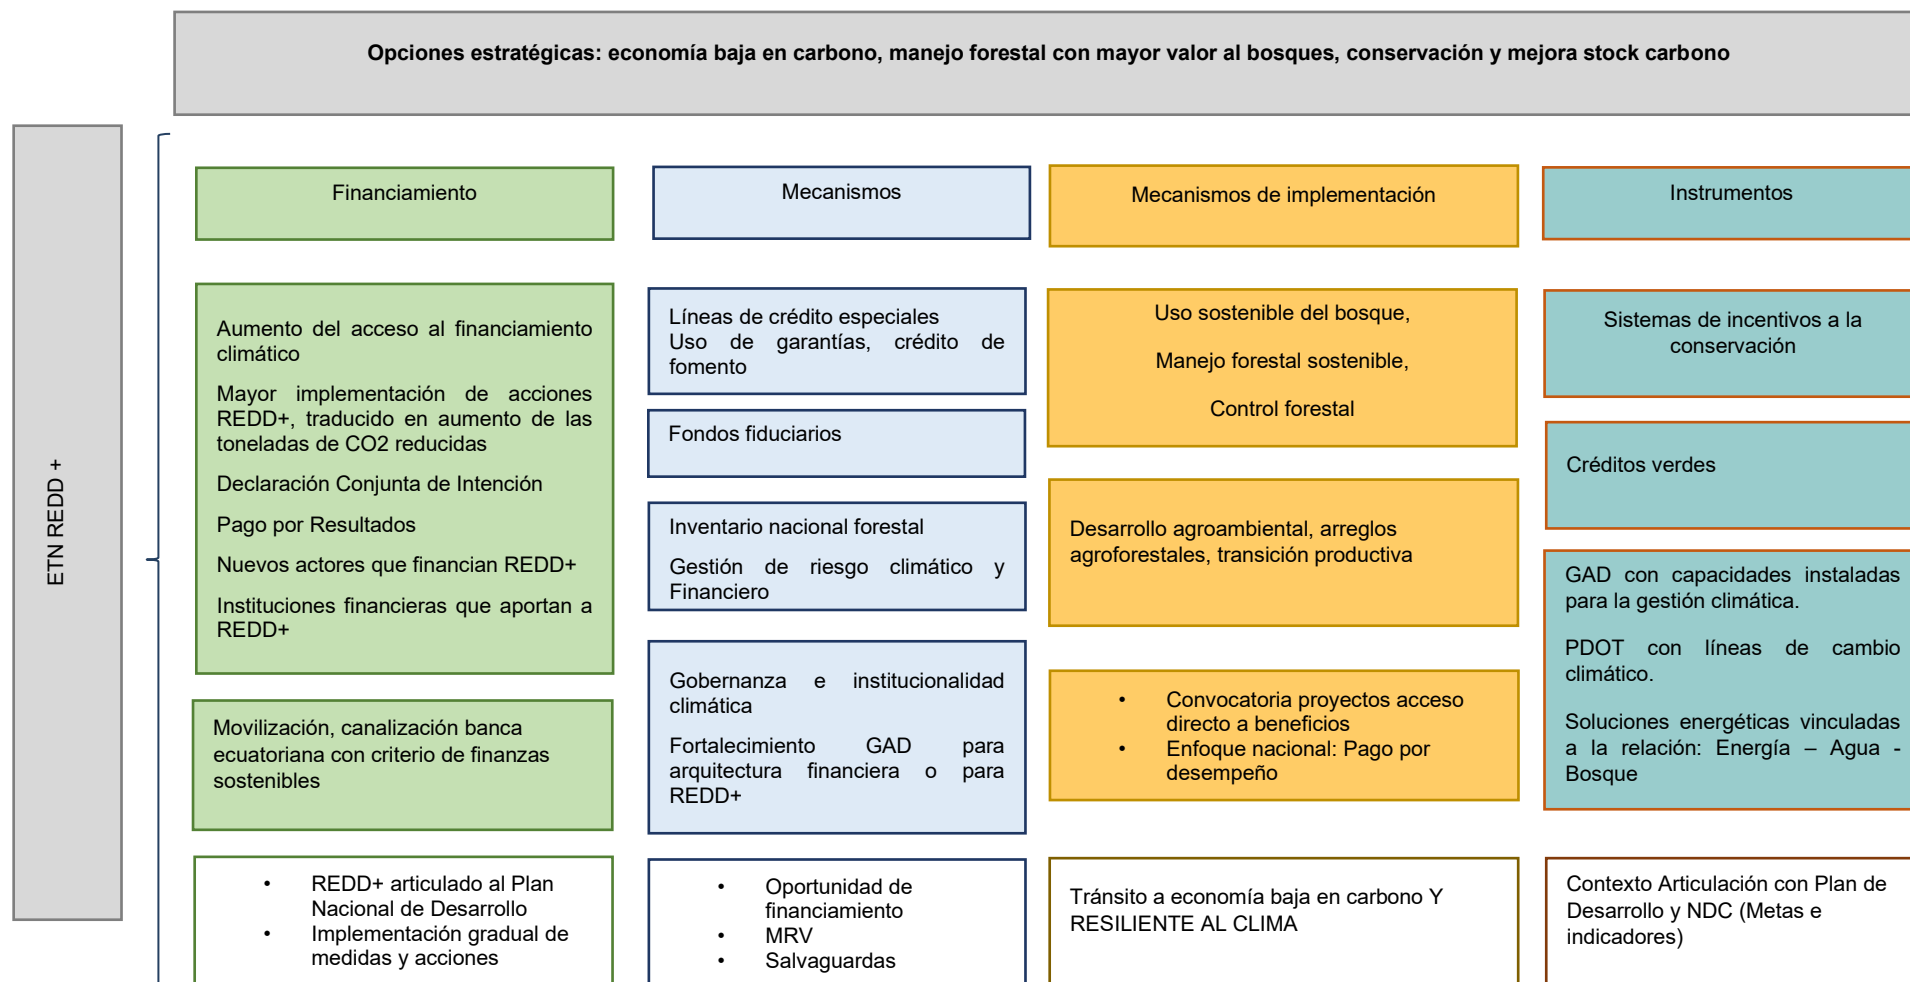 Opciones estratégicas: economía baja en carbono, manejo forestal con mayor valor al bosques, conservación y mejora stock carbono
ETN REDD +
Financiamiento
Aumento del acceso al financiamiento
climático
Mayor implementación de acciones
REDD+, traducido en aumento de las
toneladas de CO2 reducidas
Declaración Conjunta de Intención
Pago por Resultados
Nuevos actores que financian REDD+
Instituciones financieras que aportan a
REDD+
Movilización, canalización banca
ecuatoriana con criterio de finanzas
sostenibles
• REDD+ articulado al Plan
Nacional de Desarrollo
• Implementación gradual de
medidas y acciones
Mecanismos
Líneas de crédito especiales
Uso de garantías, crédito de
fomento
Fondos fiduciarios
Inventario nacional forestal
Gestión de riesgo climático y
Financiero
Gobernanza e institucionalidad
climática
Fortalecimiento GAD para
arquitectura financiera o para
REDD+
• Oportunidad de
financiamiento
• MRV
• Salvaguardas
Mecanismos de implementación
Uso sostenible del bosque,
Manejo forestal sostenible,
Control forestal
Desarrollo agroambiental, arreglos
agroforestales, transición productiva
• Convocatoria proyectos acceso
directo a beneficios
• Enfoque nacional: Pago por
desempeño
Tránsito a economía baja en carbono Y
RESILIENTE AL CLIMA
Instrumentos
Sistemas de incentivos a la
conservación
Créditos verdes
GAD con capacidades instaladas
para la gestión climática.
PDOT con líneas de cambio
climático.
Soluciones energéticas vinculadas
a la relación: Energía – Agua -
Bosque
Contexto Articulación con Plan de
Desarrollo y NDC (Metas e
indicadores)